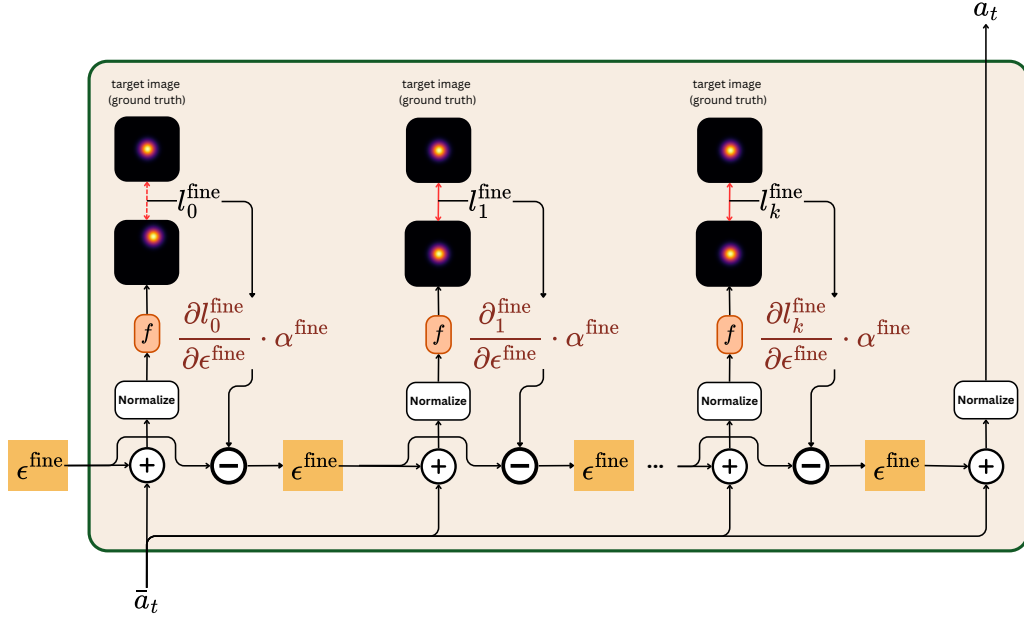 a_t
target image
(ground truth)
target image
(ground truth)
target image
(ground truth)
l_0^fine
l_1^fine
l_k^fine
f
∂l_0^fine / ∂ϵ^fine · α^fine
f
∂_1^fine / ∂ϵ^fine · α^fine
f
∂l_k^fine / ∂ϵ^fine · α^fine
Normalize
Normalize
Normalize
Normalize
ϵ^fine
+
−
ϵ^fine
+
−
ϵ^fine
...
+
−
ϵ^fine
+
ā_t